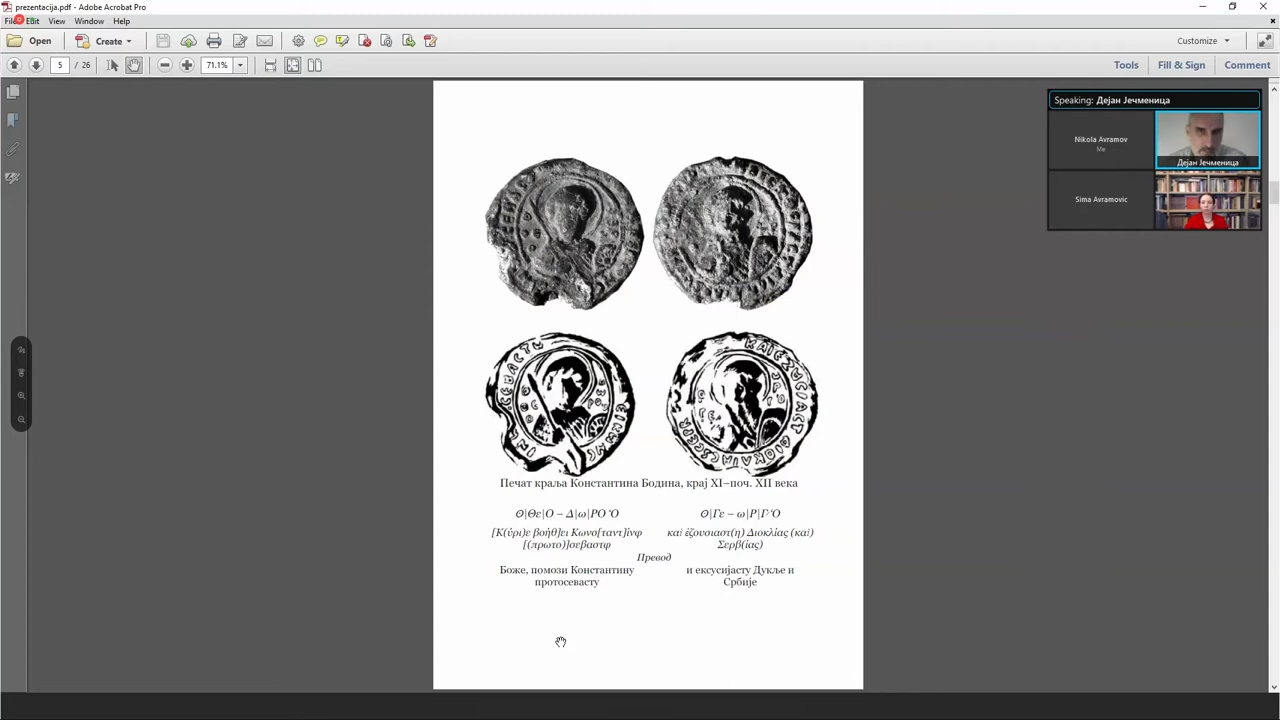 prezentacija.pdf - Adobe Acrobat Pro
File Edit View Window Help
Open Create Customize
5 / 26 71.1% Tools Fill & Sign Comment
Speaking: Дејан Јечменица
Nikola Avramov
Me
Дејан Јечменица
Sima Avramovic
Печат краља Константина Бодина, крај XI–поч. XII века
Ꙩ|Θε|Ο – Δ|ω|ΡΟ Ὁ Ꙩ|Γε – ω|Ρ|Γ Ὁ
[Κ(ύρι)ε βοήθ]ει Κωνσ[ταντ]ίνῳ καὶ ἐζουσιαστ(ῃ) Διοκλίας (καὶ)
[(πρωτο)]σεβαστῳ Σερβ(ίας)
Превод
Боже, помози Константину и ексусијасту Дукље и
протосевасту Србије